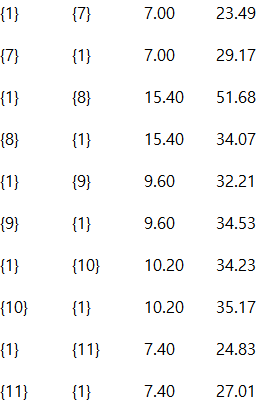 {1} {7} 7.00 23.49
{7} {1} 7.00 29.17
{1} {8} 15.40 51.68
{8} {1} 15.40 34.07
{1} {9} 9.60 32.21
{9} {1} 9.60 34.53
{1} {10} 10.20 34.23
{10} {1} 10.20 35.17
{1} {11} 7.40 24.83
{11} {1} 7.40 27.01